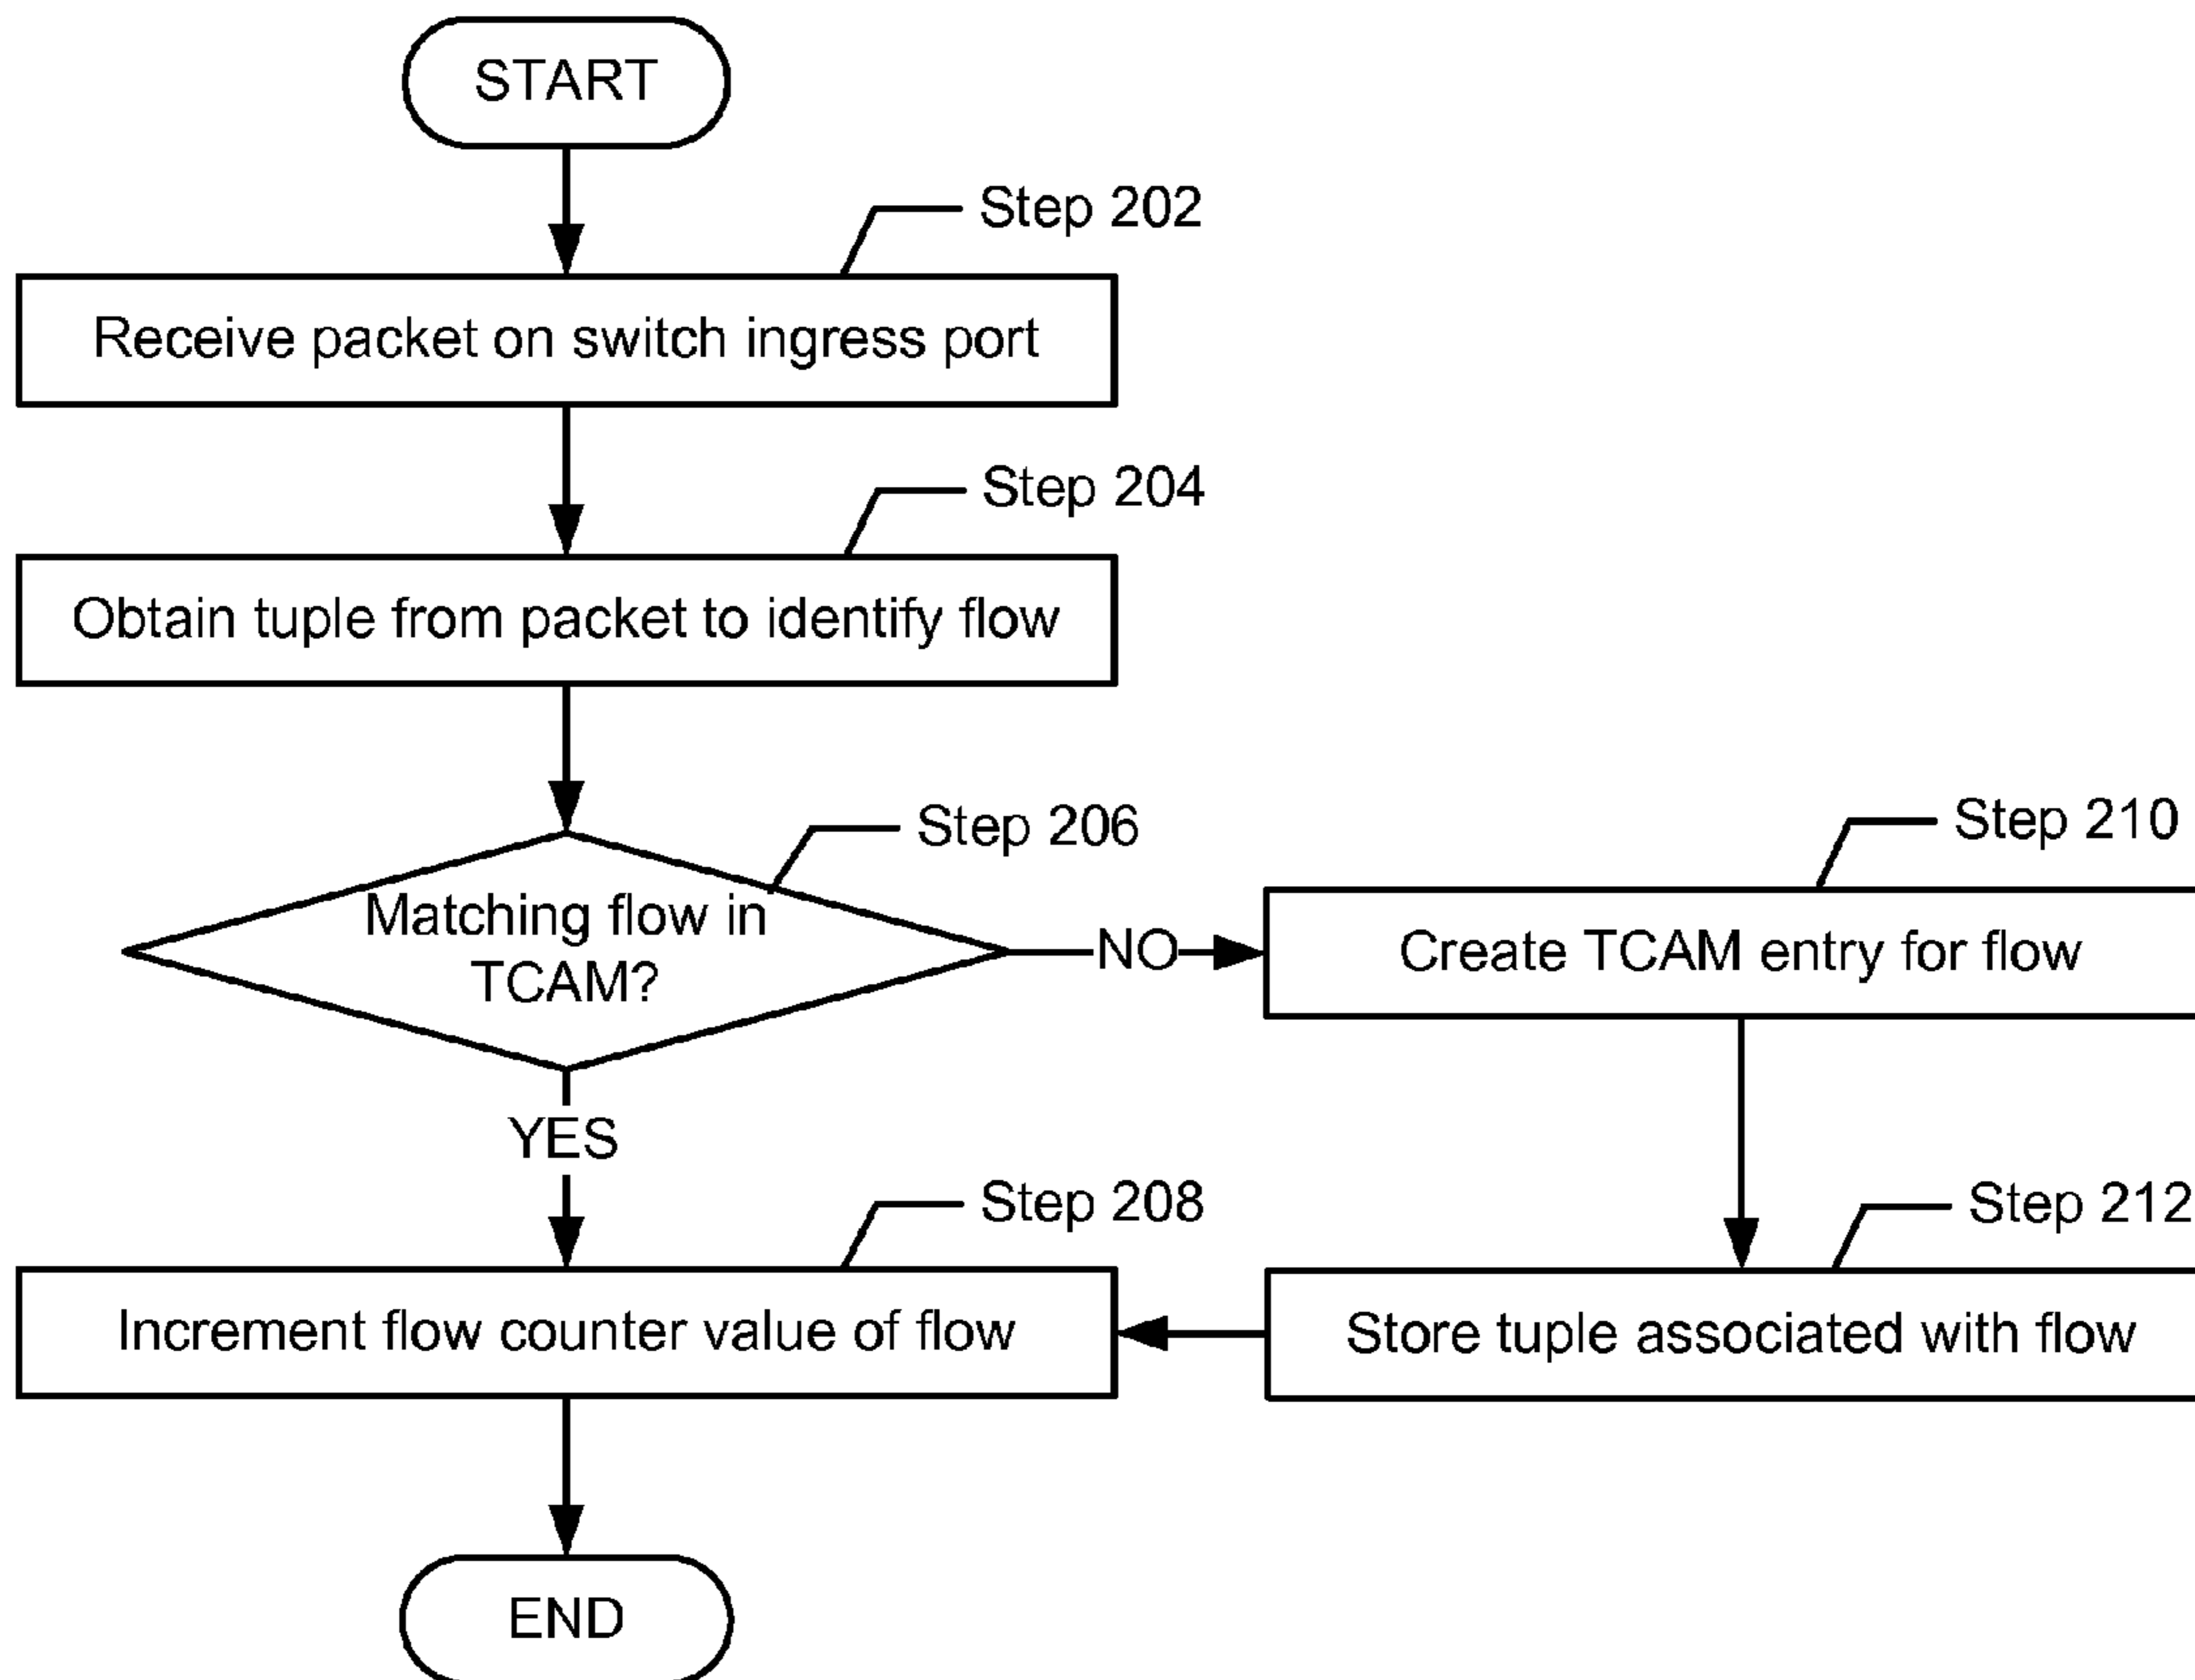 START
Step 202
Receive packet on switch ingress port
Step 204
Obtain tuple from packet to identify flow
Step 206
Matching flow in
TCAM?
NO
Step 210
Create TCAM entry for flow
YES
Step 208
Increment flow counter value of flow
Step 212
Store tuple associated with flow
END